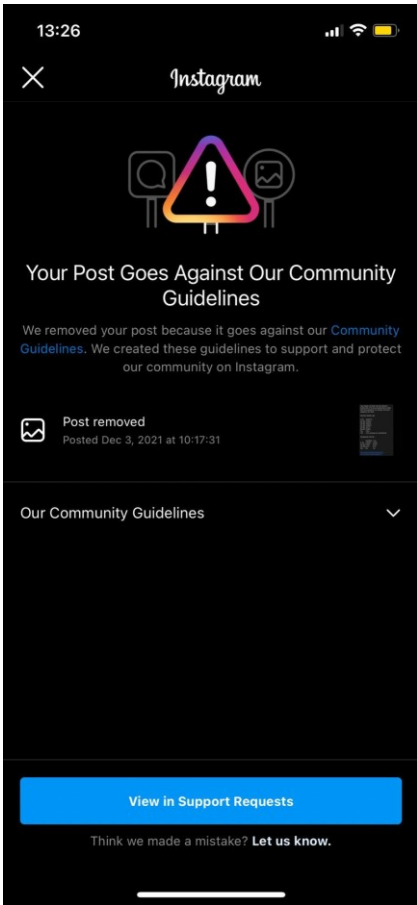 13:26
Instagram
Your Post Goes Against Our Community
Guidelines
We removed your post because it goes against our Community
Guidelines. We created these guidelines to support and protect
our community on Instagram.
Post removed
Posted Dec 3, 2021 at 10:17:31
Our Community Guidelines
View in Support Requests
Think we made a mistake? Let us know.